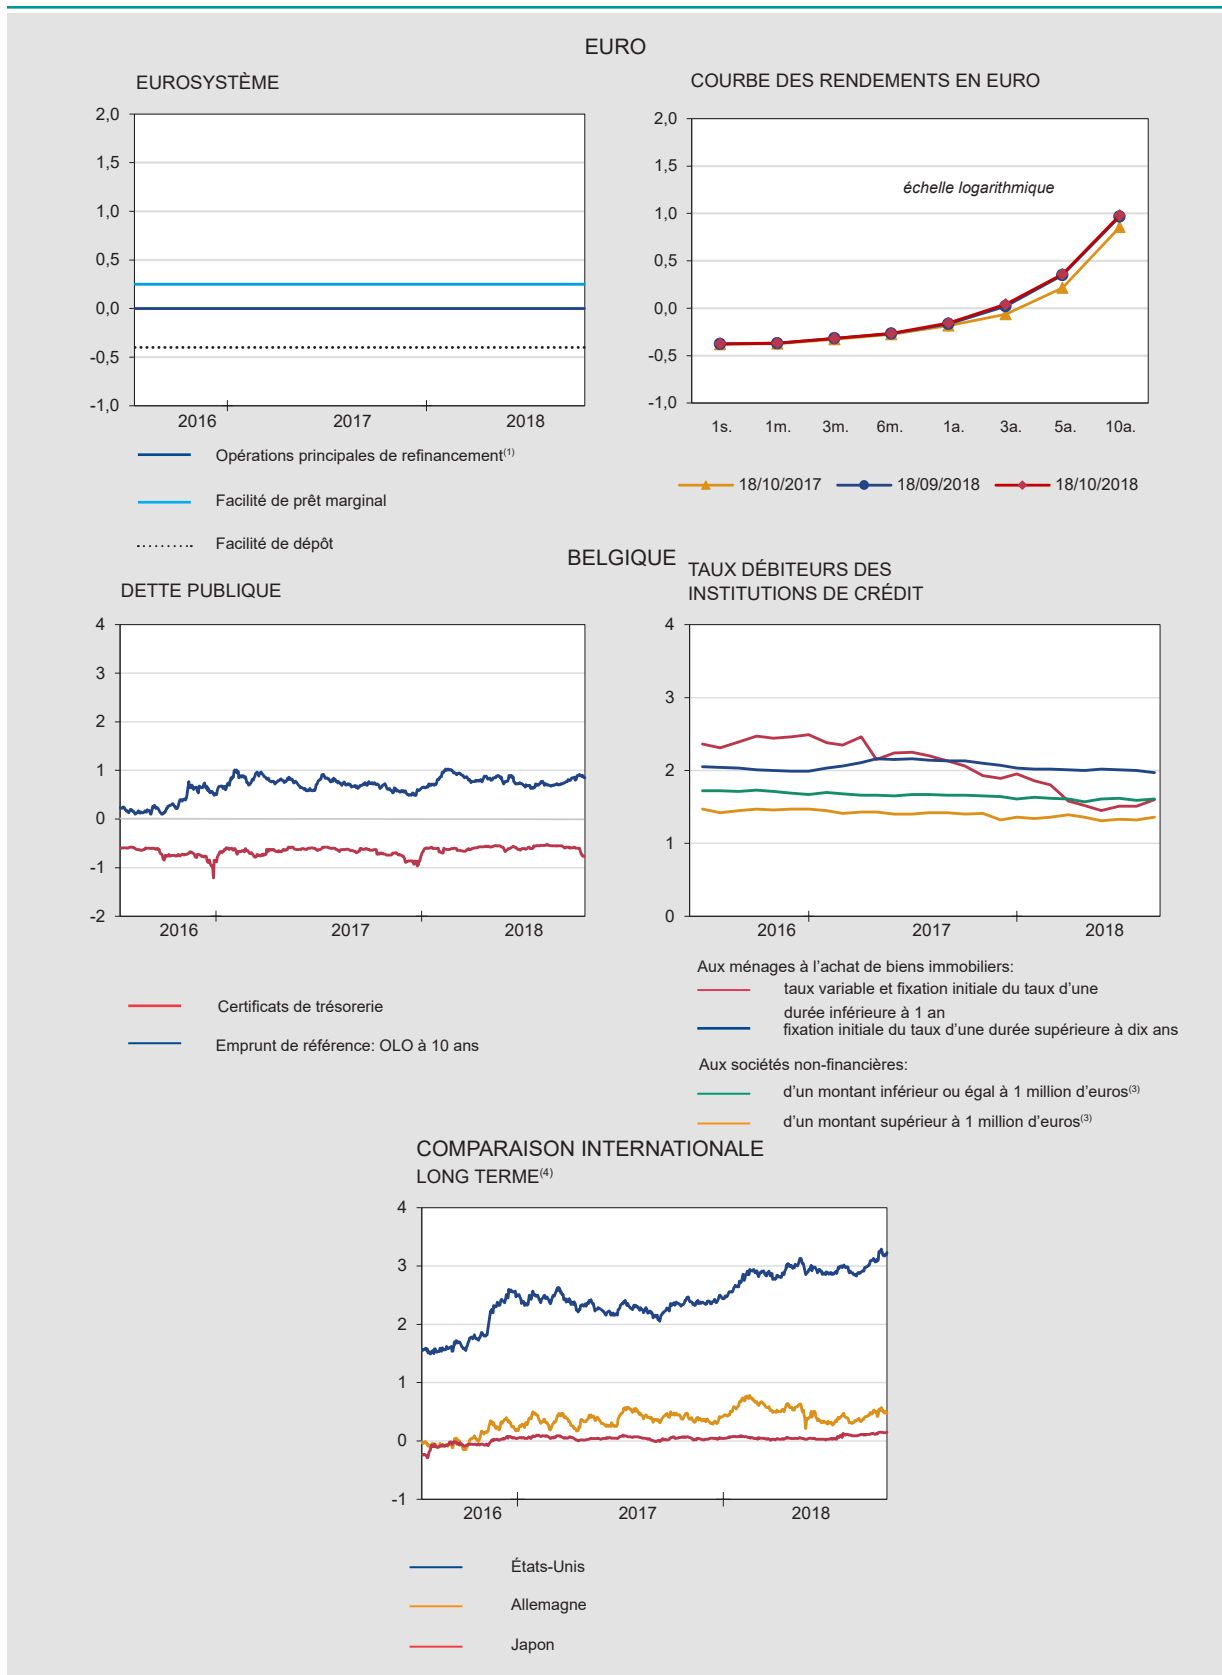 EURO
EUROSYSTÈME
2,0
1,5
1,0
0,5
0,0
-0,5
-1,0
2016 2017 2018
Opérations principales de refinancement(1)
Facilité de prêt marginal
Facilité de dépôt
COURBE DES RENDEMENTS EN EURO
2,0
1,5
1,0
0,5
0,0
-0,5
-1,0
échelle logarithmique
1s. 1m. 3m. 6m. 1a. 3a. 5a. 10a.
18/10/2017 18/09/2018 18/10/2018
BELGIQUE
DETTE PUBLIQUE
4
3
2
1
0
-1
-2
2016 2017 2018
Certificats de trésorerie
Emprunt de référence: OLO à 10 ans
TAUX DÉBITEURS DES
INSTITUTIONS DE CRÉDIT
4
3
2
1
0
2016 2017 2018
Aux ménages à l’achat de biens immobiliers:
taux variable et fixation initiale du taux d’une
durée inférieure à 1 an
fixation initiale du taux d’une durée supérieure à dix ans
Aux sociétés non-financières:
d’un montant inférieur ou égal à 1 million d’euros(3)
d’un montant supérieur à 1 million d’euros(3)
COMPARAISON INTERNATIONALE
LONG TERME(4)
4
3
2
1
0
-1
2016 2017 2018
États-Unis
Allemagne
Japon